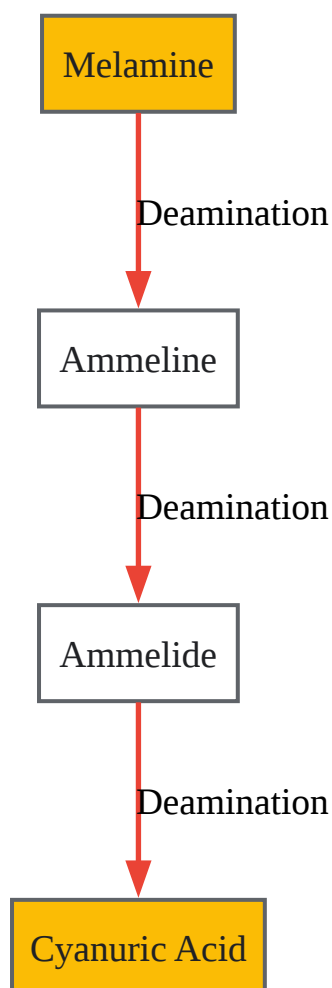 Melamine
Deamination
Ammeline
Deamination
Ammelide
Deamination
Cyanuric Acid